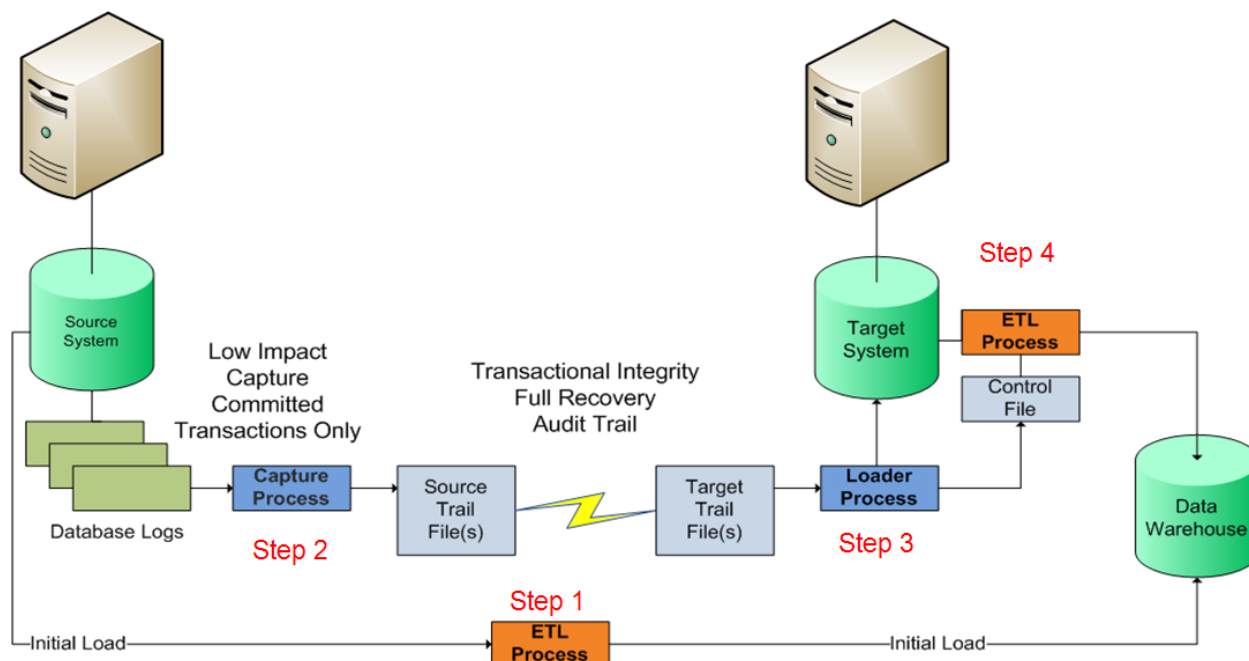 Step 4
Source
System
Target
System
ETL
Process
Control
File
Low Impact
Capture
Committed
Transactions Only
Transactional Integrity
Full Recovery
Audit Trail
Database Logs
Capture
Process
Step 2
Source
Trail
File(s)
Target
Trail
File(s)
Loader
Process
Step 3
Data
Warehouse
Step 1
Initial Load
ETL
Process
Initial Load